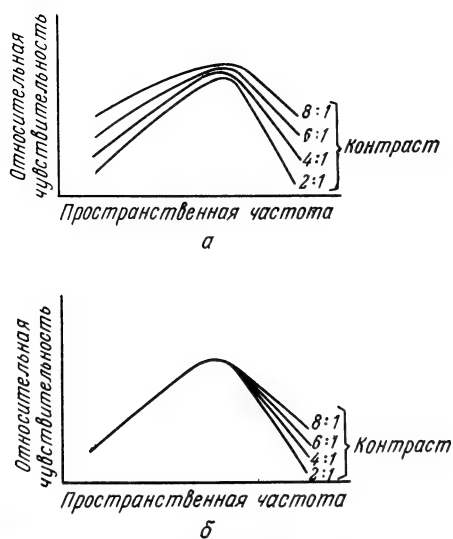 Относительная
чувствительность
8:1
6:1
4:1
2:1
Контраст
Пространственная частота
а
Относительная
чувствительность
8:1
6:1
4:1
2:1
Контраст
Пространственная частота
б